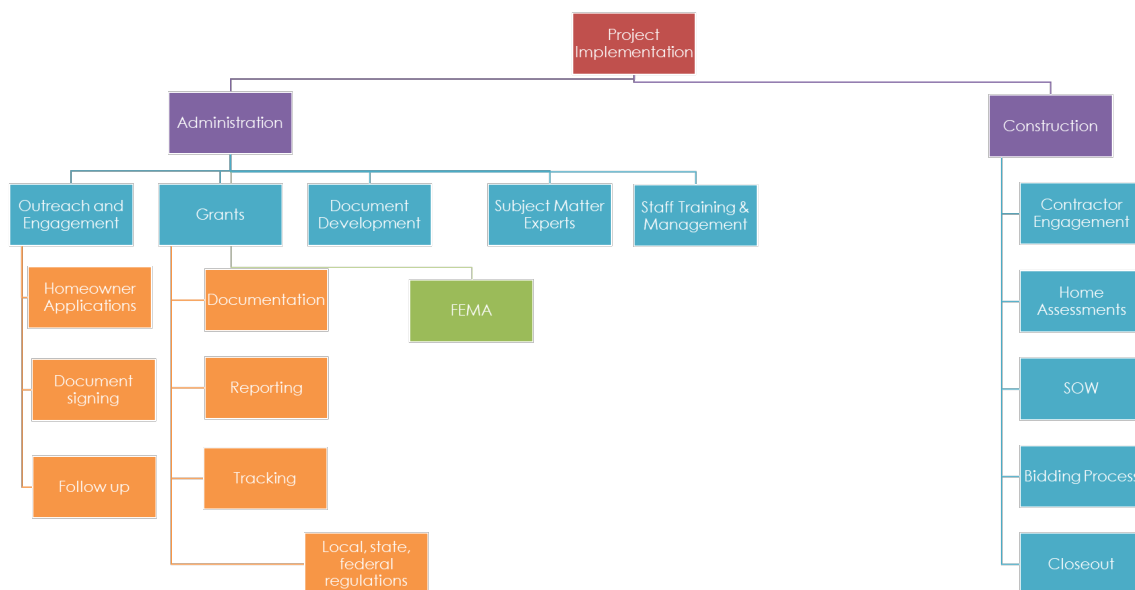 Project
Implementation
Administration
Construction
Outreach and
Engagement
Grants
Document
Development
Subject Matter
Experts
Staff Training &
Management
Contractor
Engagement
Homeowner
Applications
Documentation
FEMA
Home
Assessments
Document
signing
Reporting
SOW
Follow up
Tracking
Bidding Process
Local, state,
federal
regulations
Closeout